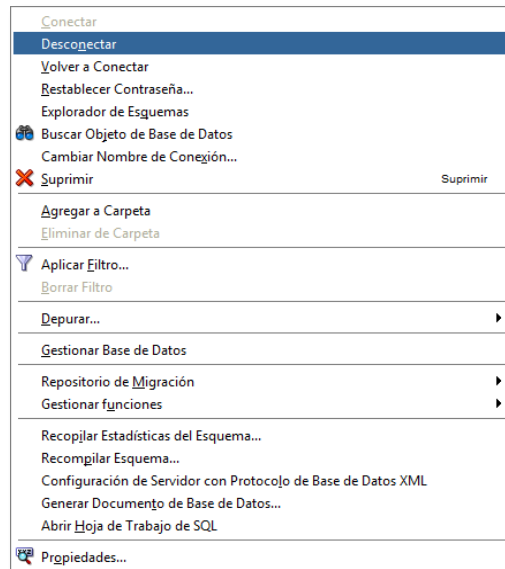 Conectar
Desconectar
Volver a Conectar
Restablecer Contraseña...
Explorador de Esquemas
Buscar Objeto de Base de Datos
Cambiar Nombre de Conexión...
Suprimir Suprimir
Agregar a Carpeta
Eliminar de Carpeta
Aplicar Filtro...
Borrar Filtro
Depurar...
Gestionar Base de Datos
Repositorio de Migración
Gestionar funciones
Recopilar Estadísticas del Esquema...
Recompilar Esquema...
Configuración de Servidor con Protocolo de Base de Datos XML
Generar Documento de Base de Datos...
Abrir Hoja de Trabajo de SQL
Propiedades...